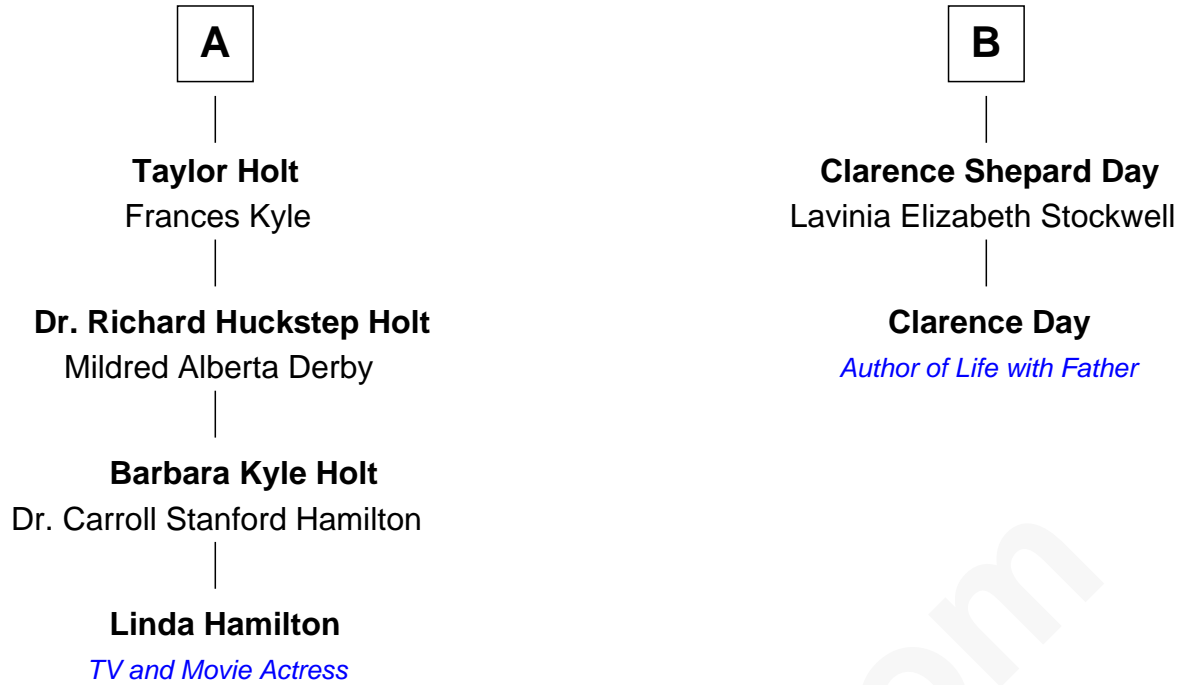 A
Taylor Holt
Frances Kyle
Dr. Richard Huckstep Holt
Mildred Alberta Derby
Barbara Kyle Holt
Dr. Carroll Stanford Hamilton
Linda Hamilton
TV and Movie Actress
B
Clarence Shepard Day
Lavinia Elizabeth Stockwell
Clarence Day
Author of Life with Father
om